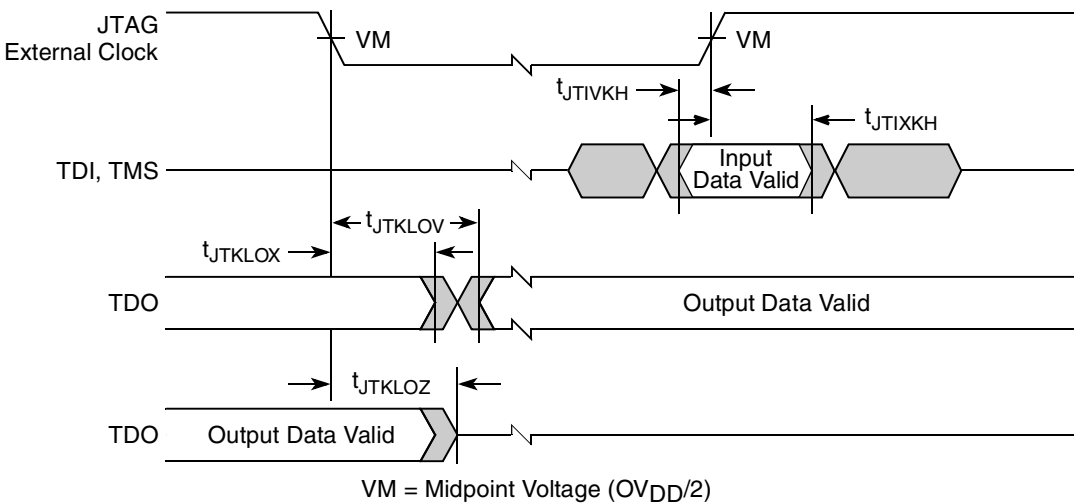 JTAG
External Clock
VM
VM
tJTIVKH
tJTIXKH
TDI, TMS
Input
Data Valid
tJTKLOV
tJTKLOX
TDO
Output Data Valid
tJTKLOZ
TDO
Output Data Valid
VM = Midpoint Voltage (OVDD/2)